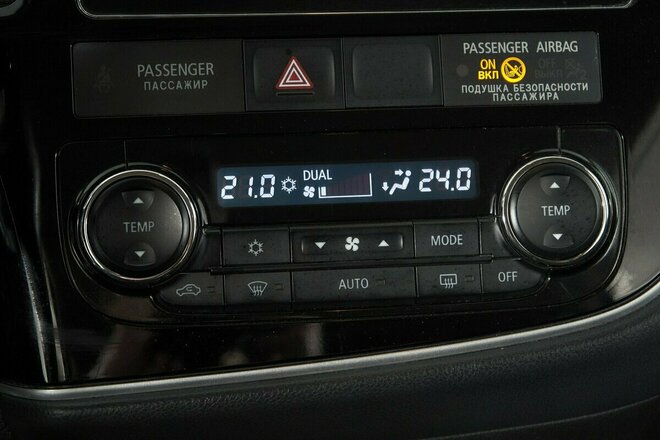 PASSENGER
ПАССАЖИР
PASSENGER AIRBAG
ON OFF
ВКЛ ВЫКЛ
ПОДУШКА БЕЗОПАСНОСТИ
ПАССАЖИРА
21.0 DUAL 24.0
TEMP
TEMP
MODE
AUTO
OFF